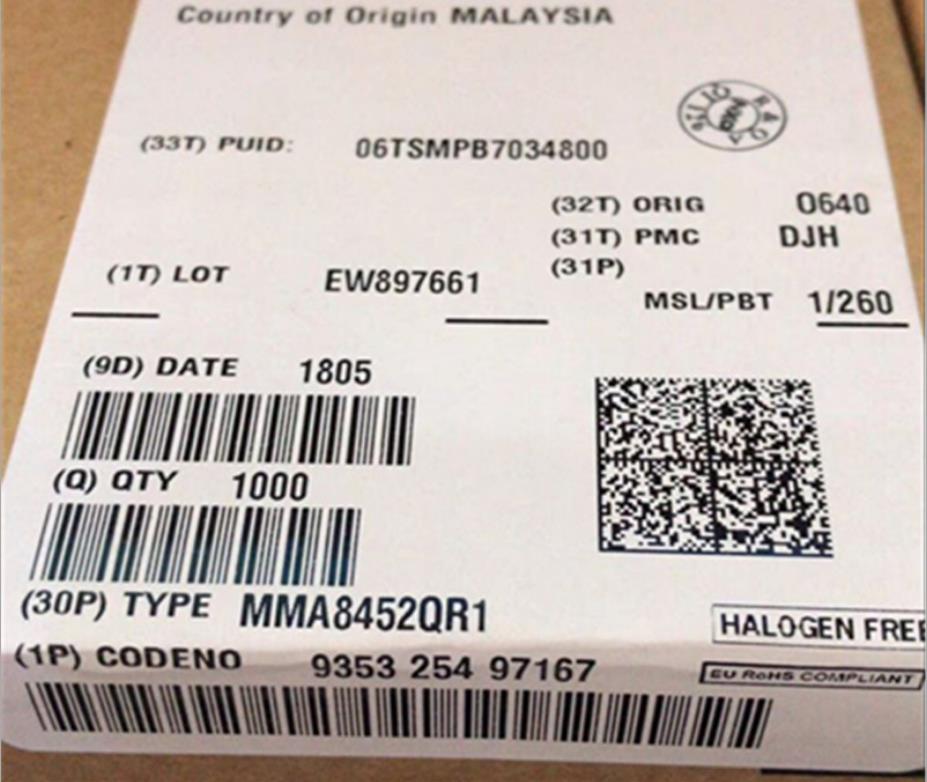 Country of Origin MALAYSIA
(33T) PUID: 06TSMPB7034800
(32T) ORIG 0640
(31T) PMC DJH
(31P)
(1T) LOT EW897661
MSL/PBT 1/260
(9D) DATE 1805
(Q) QTY 1000
(30P) TYPE MMA8452QR1
HALOGEN FREE
(1P) CODENO 9353 254 97167
EU RoHS COMPLIANT